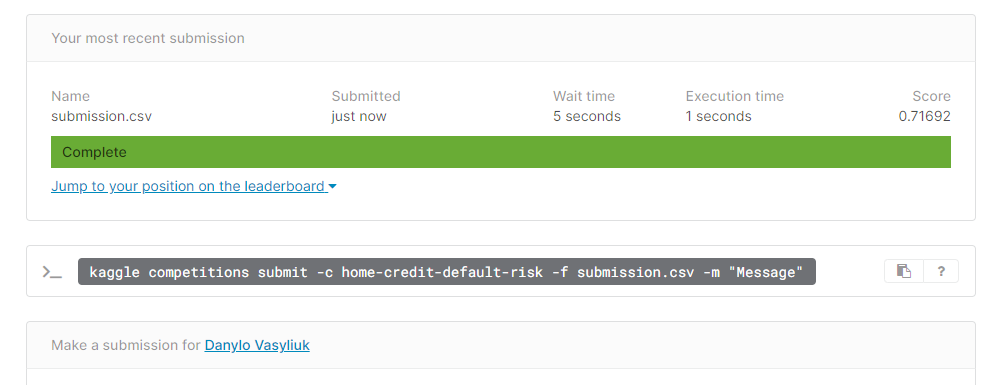 Your most recent submission
Name Submitted Wait time Execution time Score
submission.csv just now 5 seconds 1 seconds 0.71692
Complete
Jump to your position on the leaderboard
kaggle competitions submit -c home-credit-default-risk -f submission.csv -m "Message"
?
Make a submission for Danylo Vasyliuk